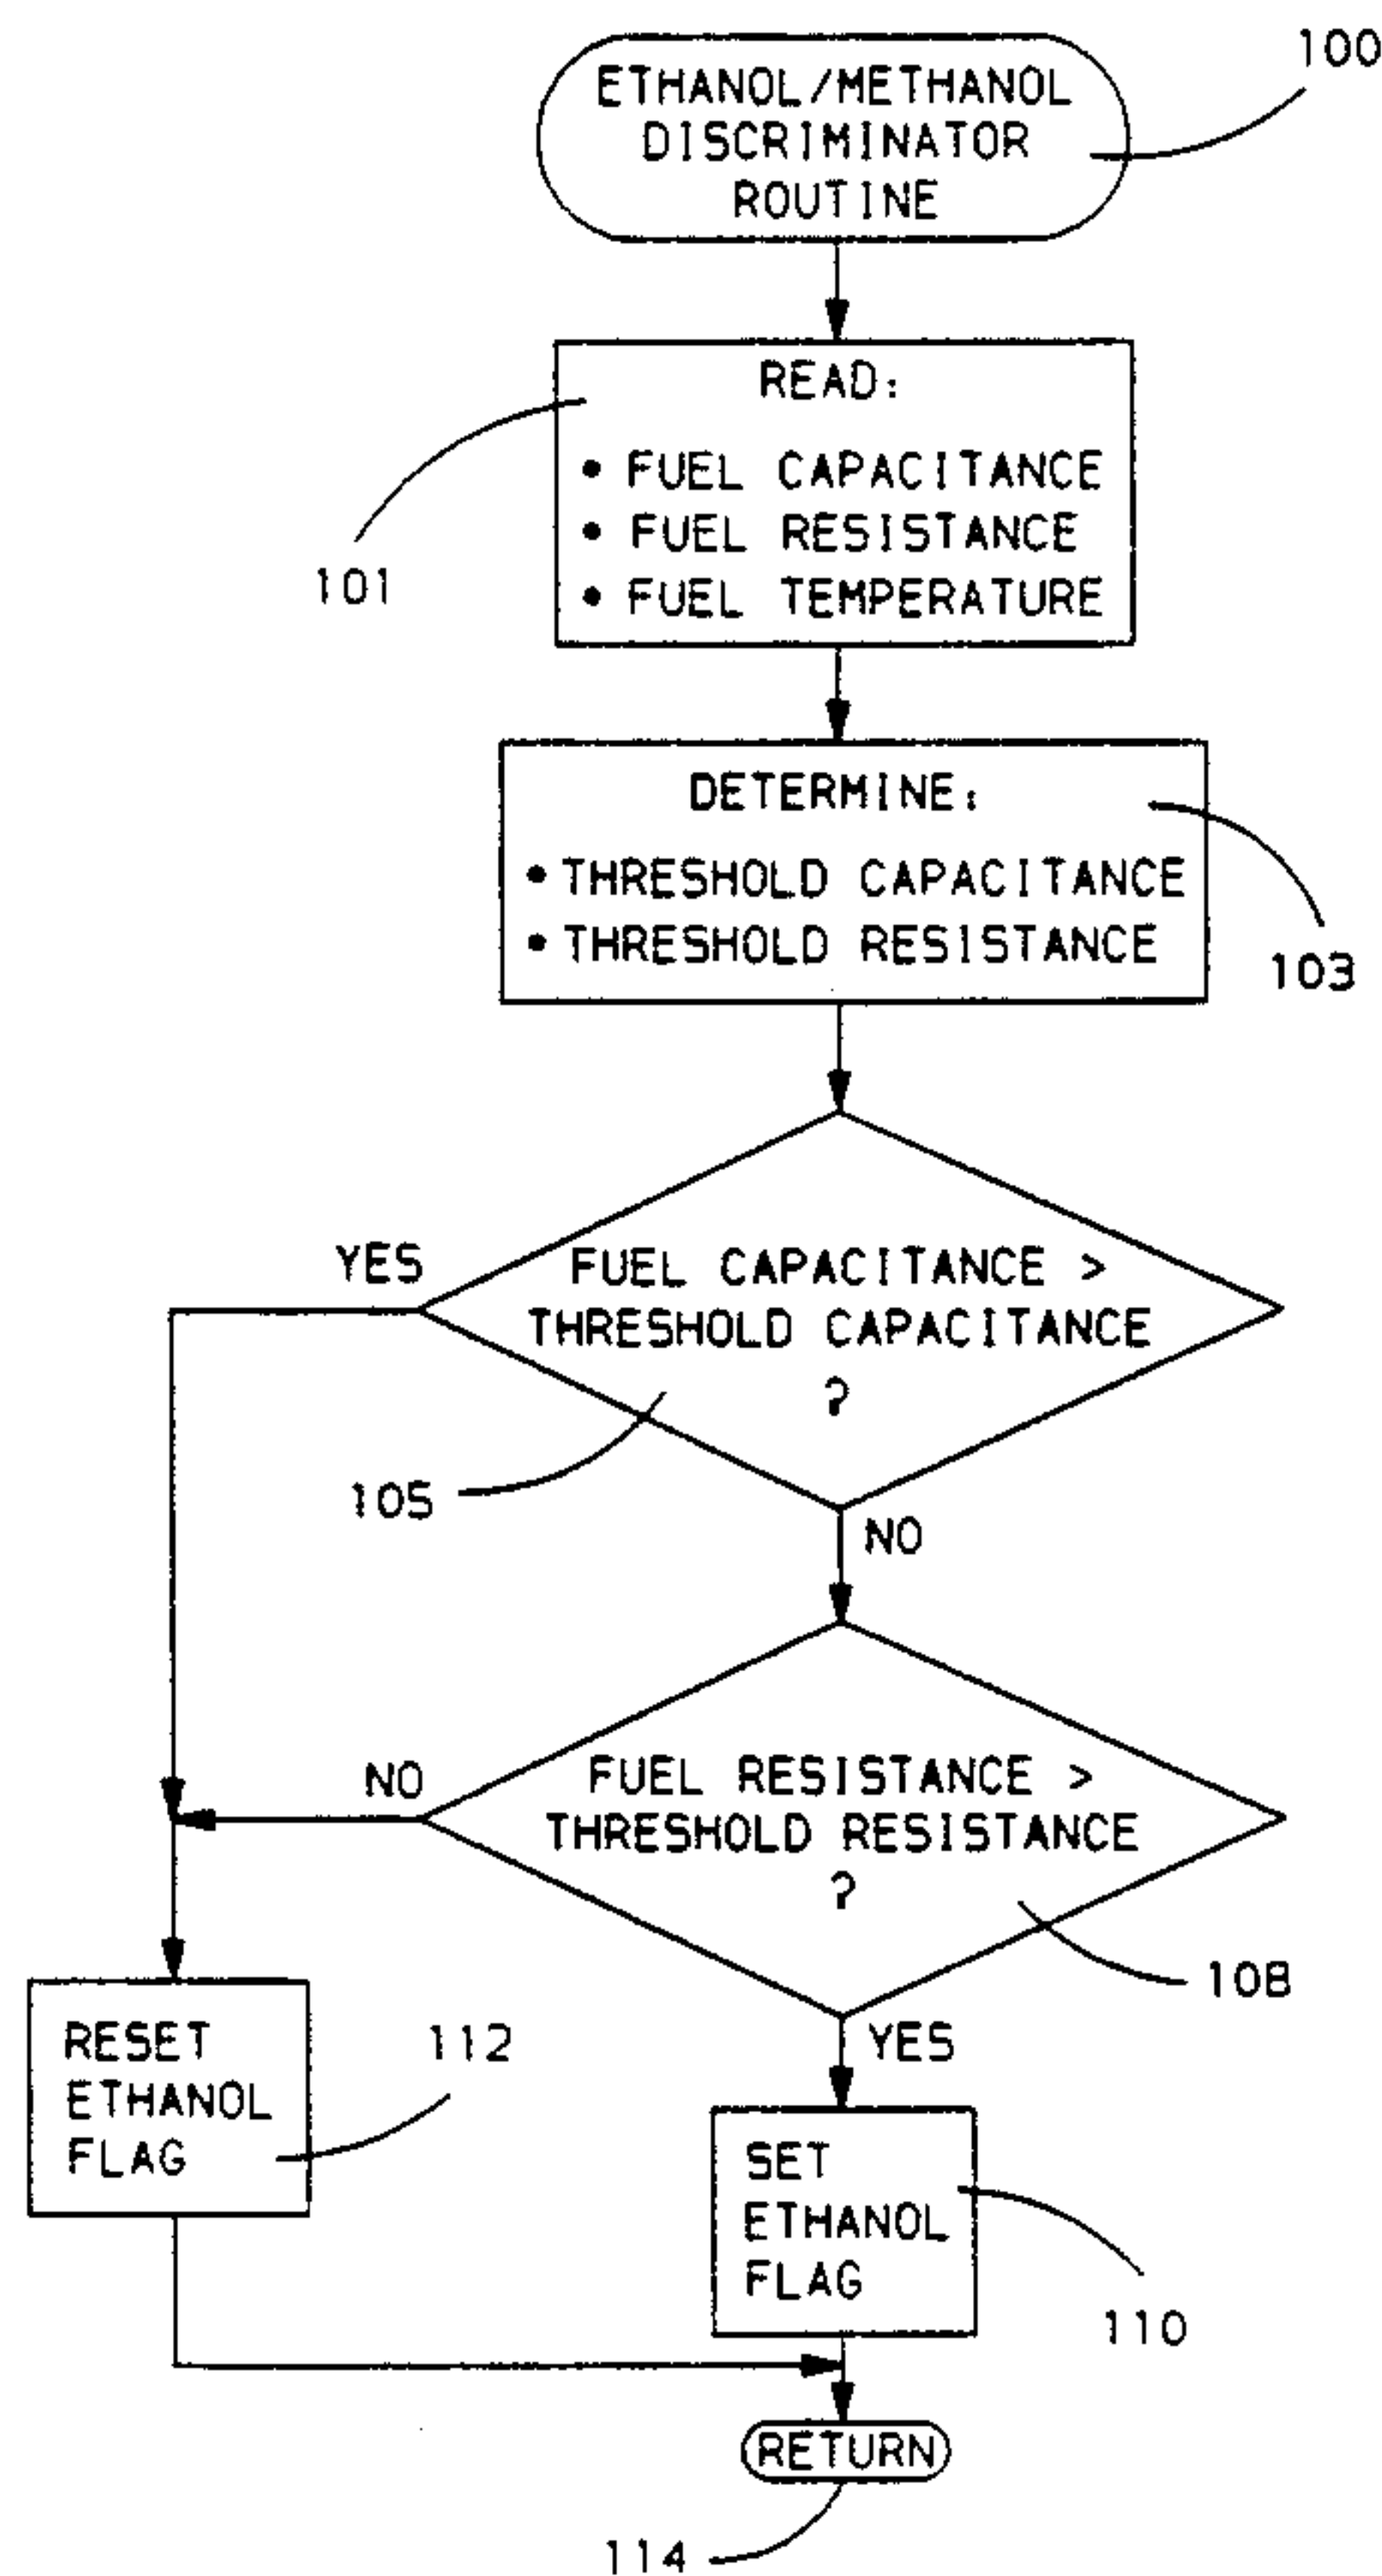 100
ETHANOL/METHANOL
DISCRIMINATOR
ROUTINE
READ:
• FUEL CAPACITANCE
• FUEL RESISTANCE
• FUEL TEMPERATURE
101
DETERMINE:
• THRESHOLD CAPACITANCE
• THRESHOLD RESISTANCE
103
YES
FUEL CAPACITANCE >
THRESHOLD CAPACITANCE
?
105
NO
NO
FUEL RESISTANCE >
THRESHOLD RESISTANCE
?
108
YES
RESET
ETHANOL
FLAG
112
SET
ETHANOL
FLAG
110
RETURN
114